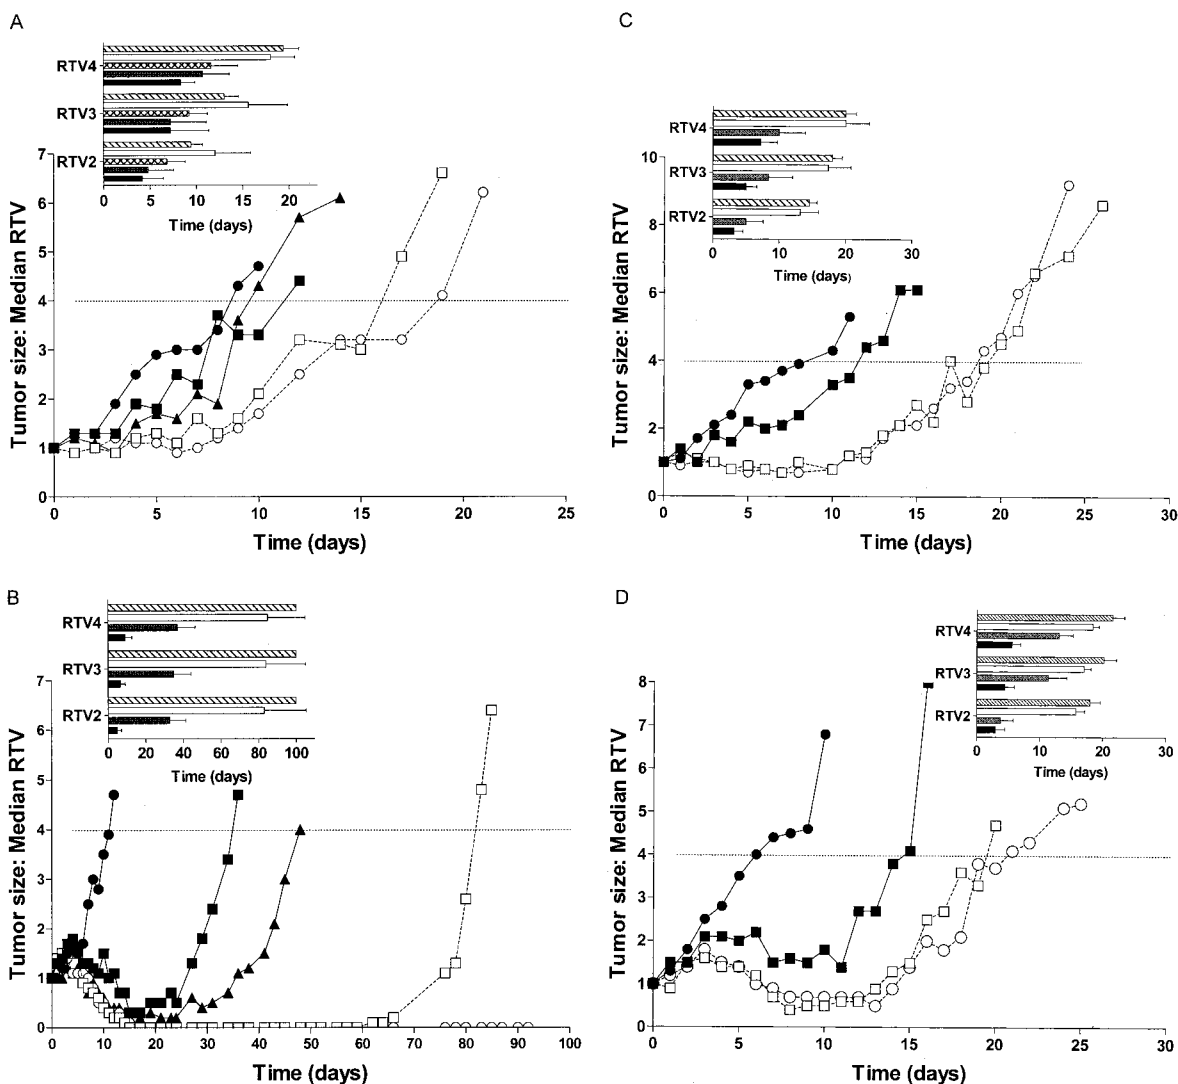 A
RTV4
RTV3
RTV2
0 5 10 15 20
Time (days)
7
6
5
4
3
2
1
0
Tumor size: Median RTV
0 5 10 15 20 25
Time (days)
C
RTV4
RTV3
RTV2
0 10 20 30
Time (days)
10
8
6
4
2
0
Tumor size: Median RTV
0 5 10 15 20 25 30
Time (days)
B
RTV4
RTV3
RTV2
0 20 40 60 80 100
Time (days)
7
6
5
4
3
2
1
0
Tumor size: Median RTV
0 10 20 30 40 50 60 70 80 90 100
Time (days)
D
RTV4
RTV3
RTV2
0 10 20 30
Time (days)
8
7
6
5
4
3
2
1
0
Tumor size: Median RTV
0 5 10 15 20 25 30
Time (days)